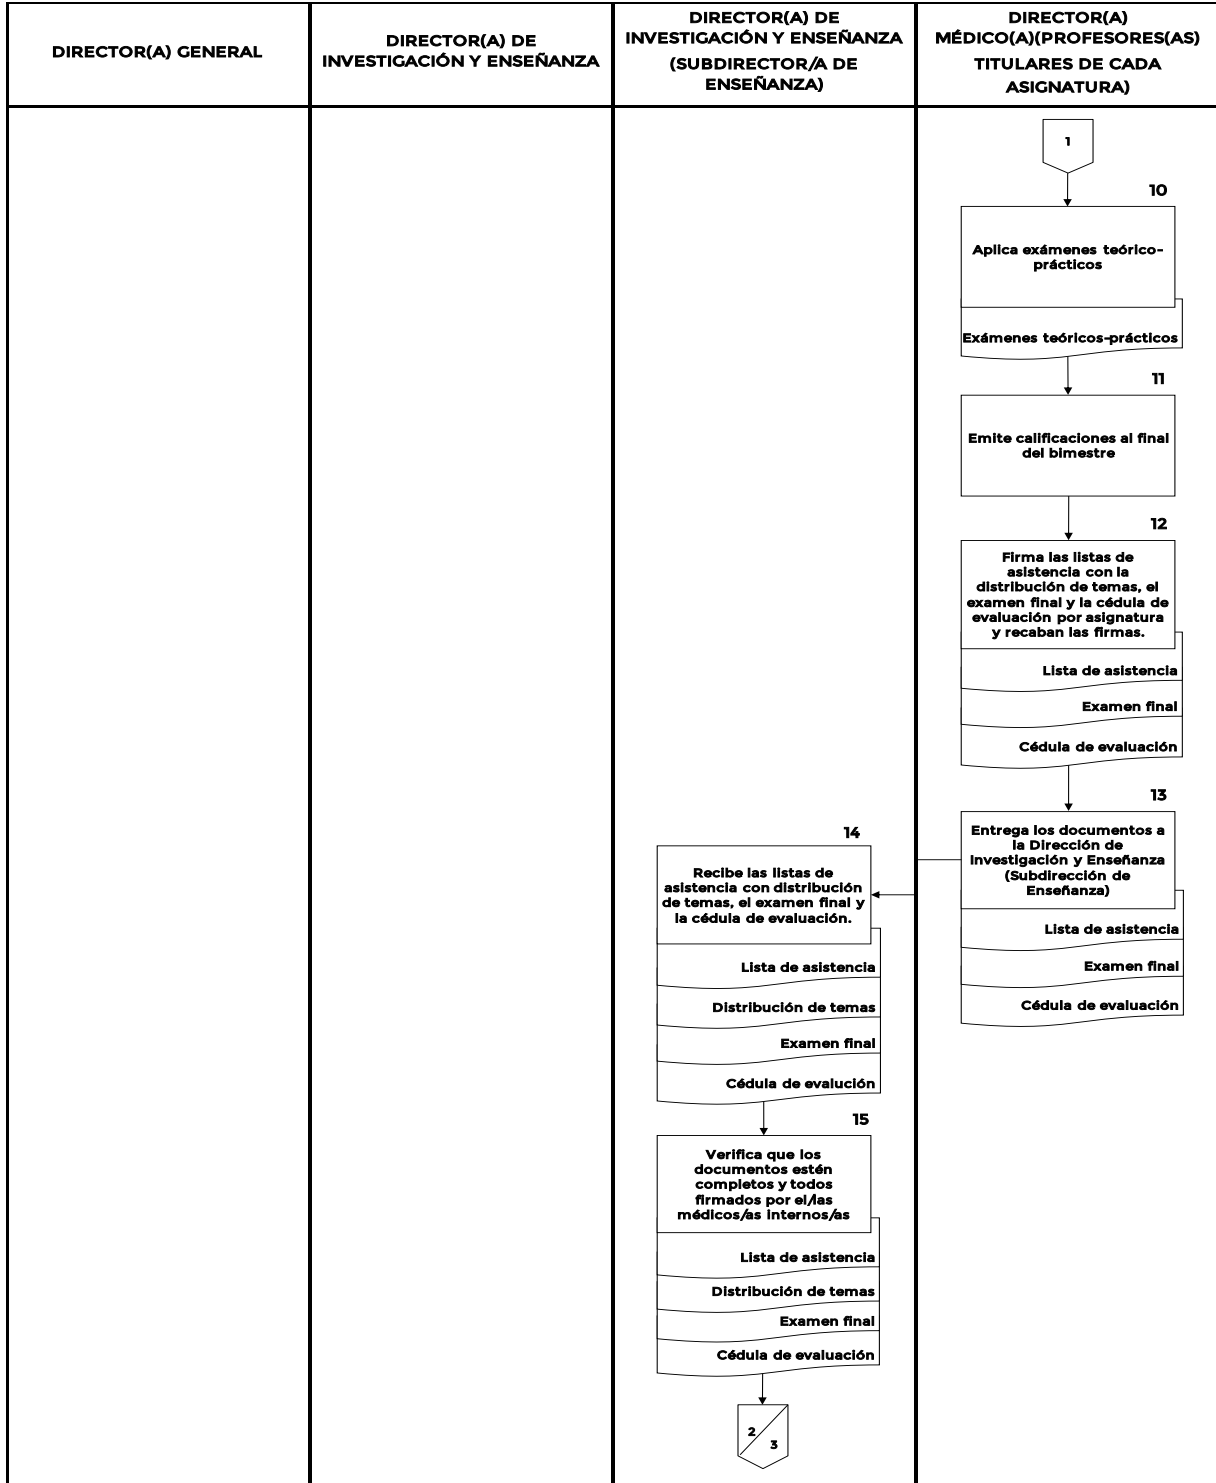 DIRECTOR(A) GENERAL
DIRECTOR(A) DE
INVESTIGACIÓN Y ENSEÑANZA
DIRECTOR(A) DE
INVESTIGACIÓN Y ENSEÑANZA
(SUBDIRECTOR/A DE
ENSEÑANZA)
DIRECTOR(A)
MÉDICO(A)(PROFESORES(AS)
TITULARES DE CADA
ASIGNATURA)
1
10
Aplica exámenes teórico-
prácticos
Exámenes teóricos-prácticos
11
Emite calificaciones al final
del bimestre
12
Firma las listas de
asistencia con la
distribución de temas, el
examen final y la cédula de
evaluación por asignatura
y recaban las firmas.
Lista de asistencia
Examen final
Cédula de evaluación
13
Entrega los documentos a
la Dirección de
Investigación y Enseñanza
(Subdirección de
Enseñanza)
Lista de asistencia
Examen final
Cédula de evaluación
14
Recibe las listas de
asistencia con distribución
de temas, el examen final y
la cédula de evaluación.
Lista de asistencia
Distribución de temas
Examen final
Cédula de evalución
15
Verifica que los
documentos estén
completos y todos
firmados por el/las
médicos/as internos/as
Lista de asistencia
Distribución de temas
Examen final
Cédula de evaluación
2
3